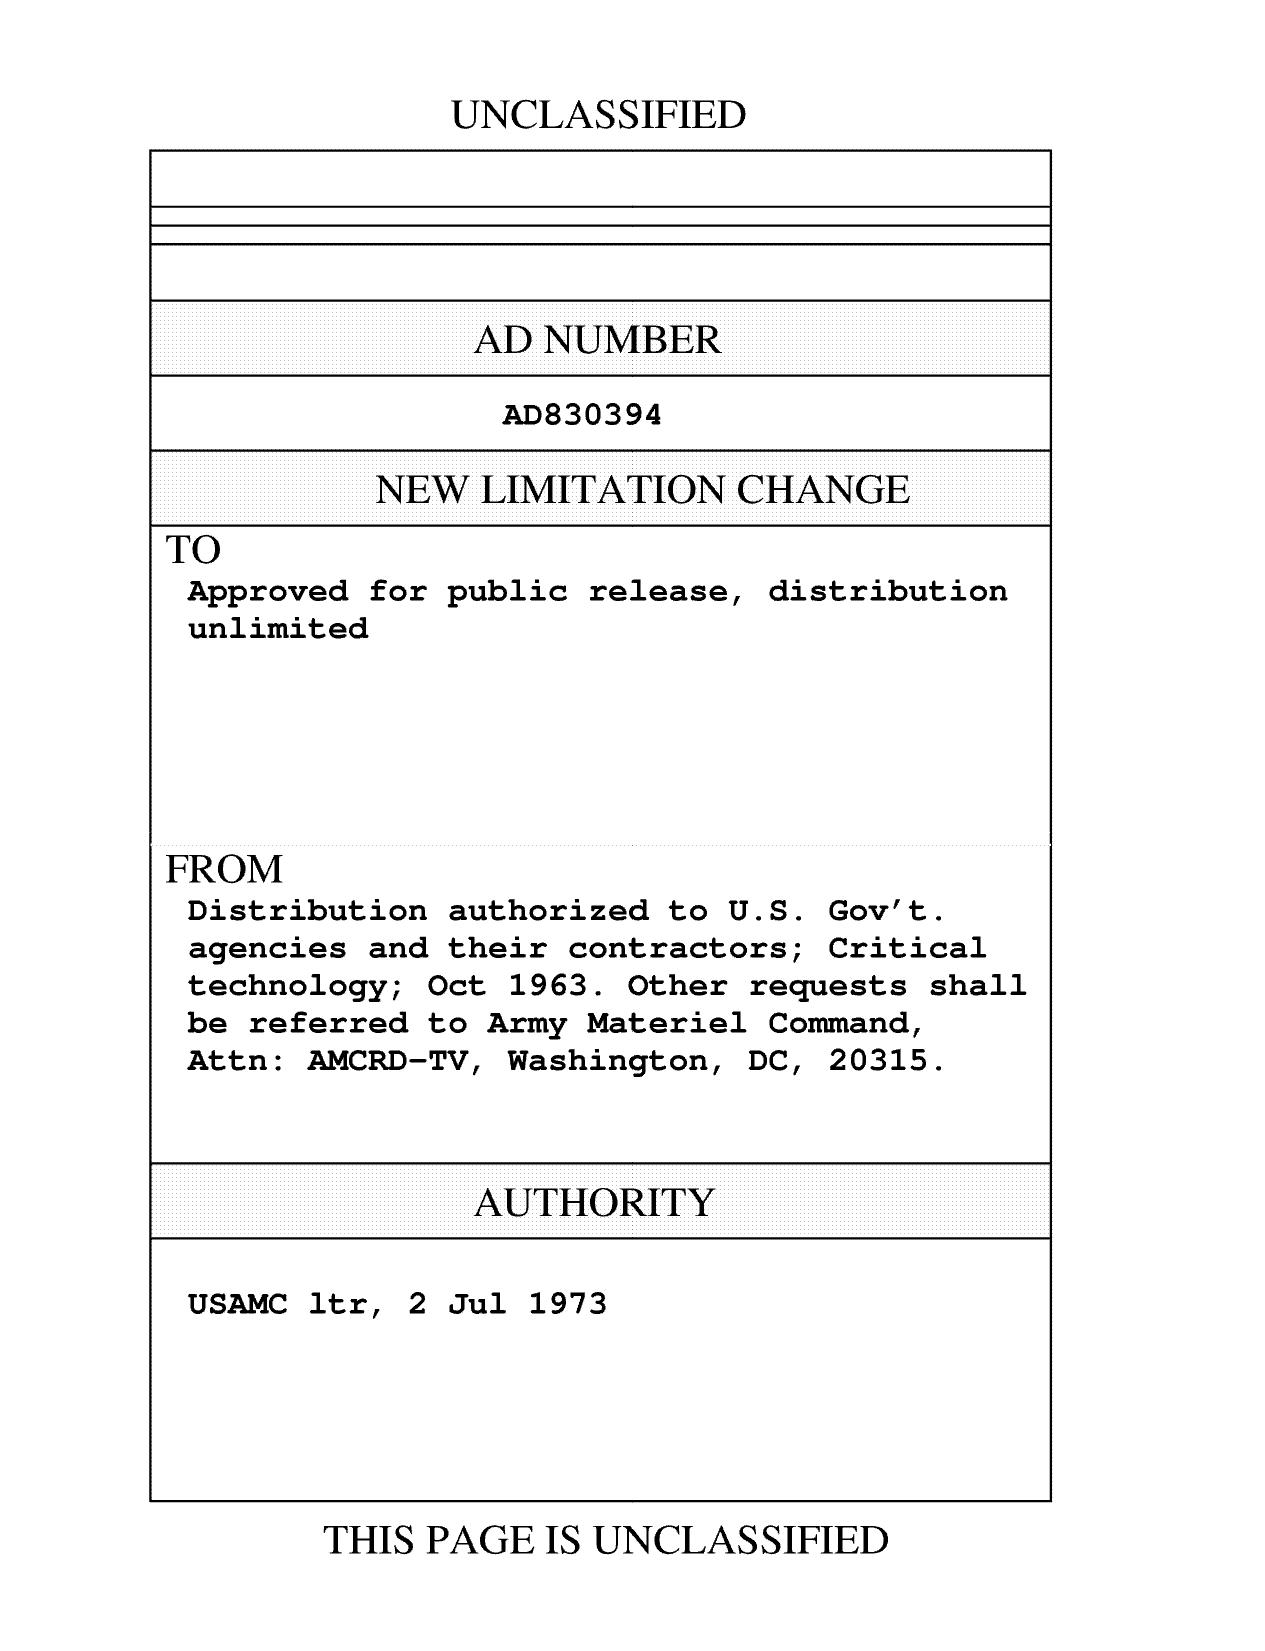 UNCLASSIFIED
AD NUMBER
AD830394
NEW LIMITATION CHANGE
TO
Approved for public release, distribution
unlimited
FROM
Distribution authorized to U.S. Gov't.
agencies and their contractors; Critical
technology; Oct 1963. Other requests shall
be referred to Army Materiel Command,
Attn: AMCRD-TV, Washington, DC, 20315.
AUTHORITY
USAMC ltr, 2 Jul 1973
THIS PAGE IS UNCLASSIFIED